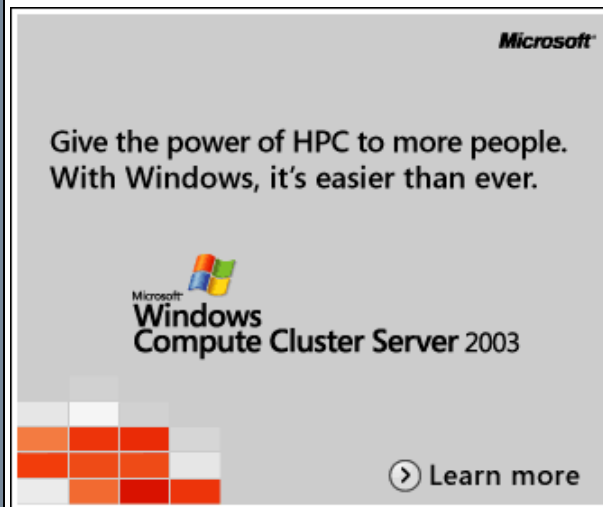 Microsoft
Give the power of HPC to more people.
With Windows, it's easier than ever.
Microsoft
Windows
Compute Cluster Server 2003
Learn more